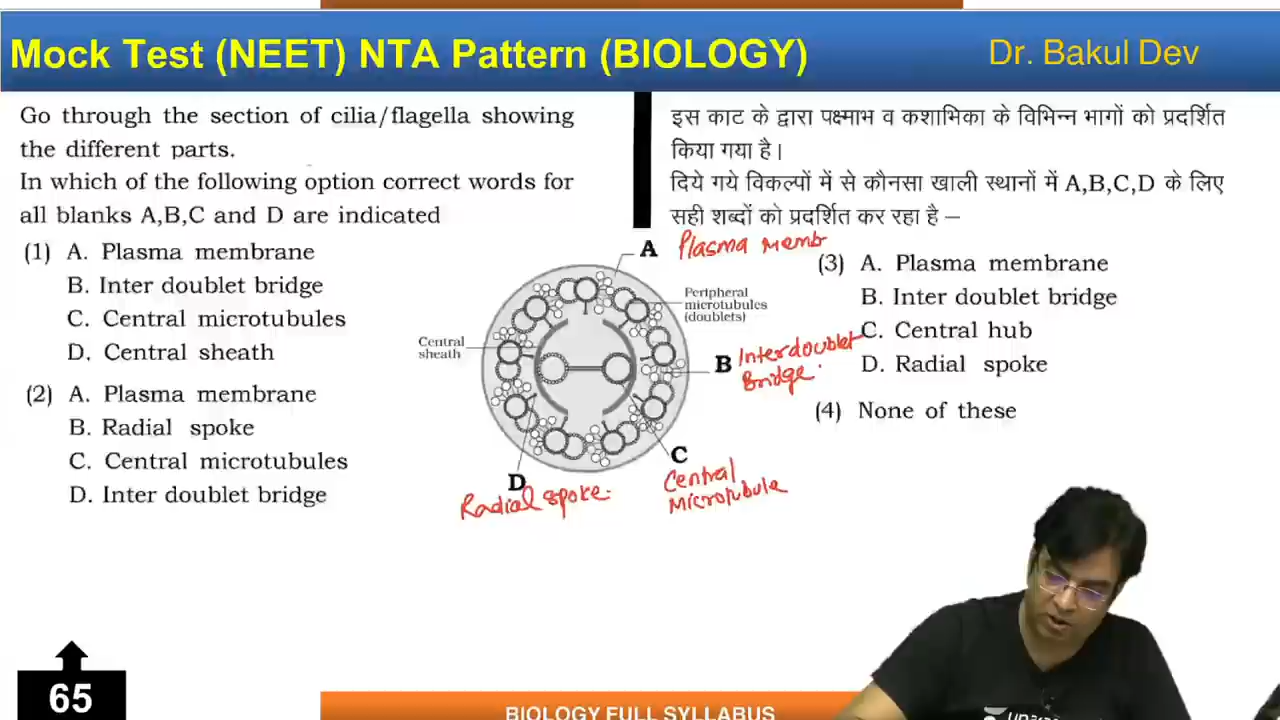 Mock Test (NEET) NTA Pattern (BIOLOGY)
Dr. Bakul Dev
Go through the section of cilia/flagella showing
the different parts.
In which of the following option correct words for
all blanks A,B,C and D are indicated
(1) A. Plasma membrane
B. Inter doublet bridge
C. Central microtubules
D. Central sheath
(2) A. Plasma membrane
B. Radial spoke
C. Central microtubules
D. Inter doublet bridge
इस काट के द्वारा पक्ष्माभ व कशाभिका के विभिन्न भागों को प्रदर्शित
किया गया है।
दिये गये विकल्पों में से कौनसा खाली स्थानों में A,B,C,D के लिए
सही शब्दों को प्रदर्शित कर रहा है –
A Plasma memb
Peripheral
microtubules
(doublets)
Central
sheath
B Interdoublet
Bridge.
C
Central
Microtubule
D
Radial spoke.
(3) A. Plasma membrane
B. Inter doublet bridge
C. Central hub
D. Radial spoke
(4) None of these
65
BIOLOGY FULL SYLLABUS